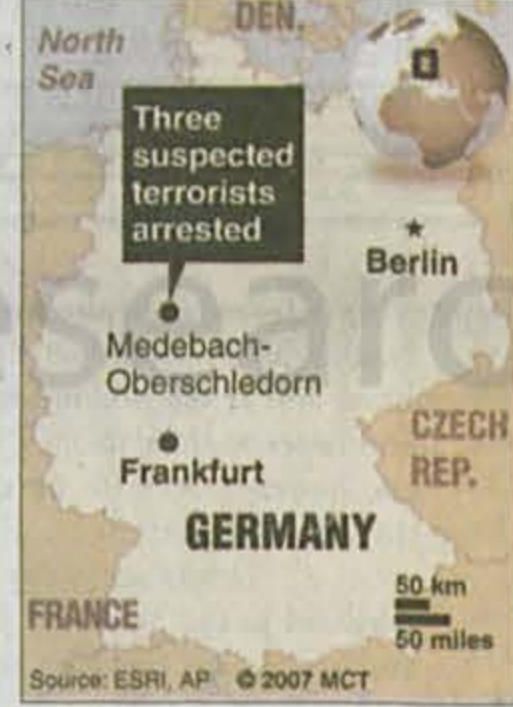 DEN.
North
Sea
Three
suspected
terrorists
arrested
Berlin
Medebach-
Oberschledorn
Frankfurt
CZECH
REP.
GERMANY
FRANCE
50 km
50 miles
Source: ESRI, AP © 2007 MCT